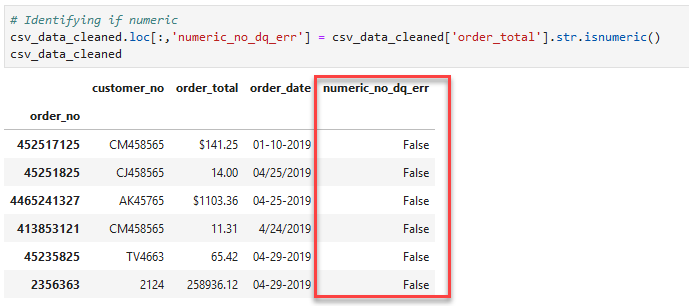 # Identifying if numeric
csv_data_cleaned.loc[:,'numeric_no_dq_err'] = csv_data_cleaned['order_total'].str.isnumeric()
csv_data_cleaned
customer_no order_total order_date numeric_no_dq_err
order_no
452517125 CM458565 $141.25 01-10-2019 False
45251825 CJ458565 14.00 04/25/2019 False
4465241327 AK45765 $1103.36 04-25-2019 False
413853121 CM458565 11.31 4/24/2019 False
45235825 TV4663 65.42 04-29-2019 False
2356363 2124 258936.12 04-29-2019 False